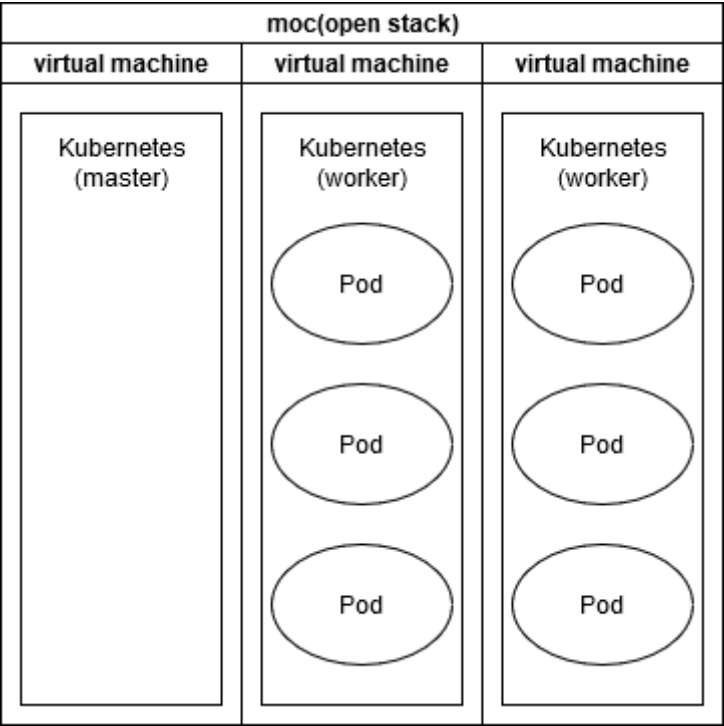 moc(open stack)
virtual machine
virtual machine
virtual machine
Kubernetes
(master)
Kubernetes
(worker)
Pod
Pod
Pod
Kubernetes
(worker)
Pod
Pod
Pod